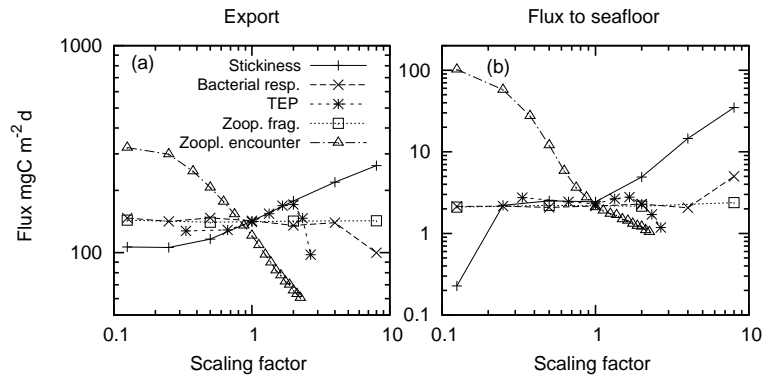 Export
Flux to seafloor
Flux mgC m⁻² d
1000
100
(a)
Stickiness
Bacterial resp.
TEP
Zoop. frag.
Zoopl. encounter
0.1
1
10
Scaling factor
100
10
1
0.1
(b)
0.1
1
10
Scaling factor